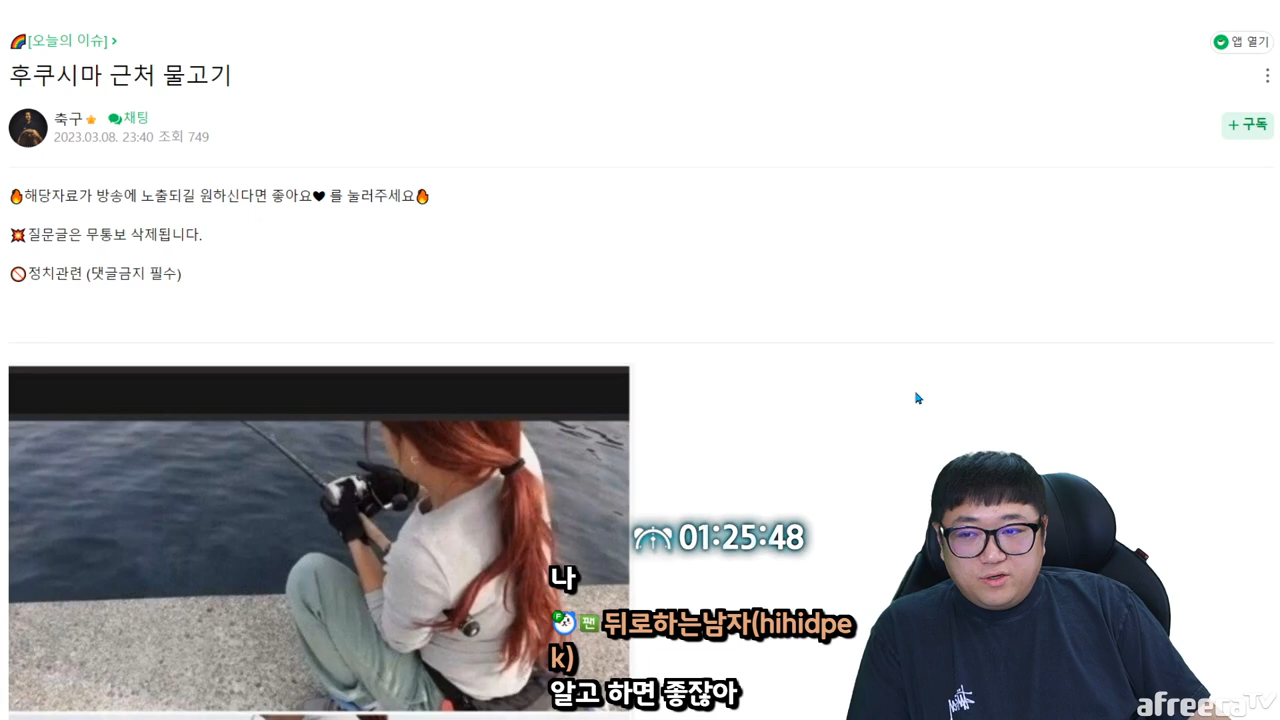 [오늘의 이슈] >
앱 열기
후쿠시마 근처 물고기
축구 채팅
2023.03.08. 23:40 조회 749
+ 구독
해당자료가 방송에 노출되길 원하신다면 좋아요🖤 를 눌러주세요
질문글은 무통보 삭제됩니다.
정치관련 (댓글금지 필수)
01:25:48
나
F 팬 뒤로하는남자(hihidpe
k)
알고 하면 좋잖아
afreecaTV